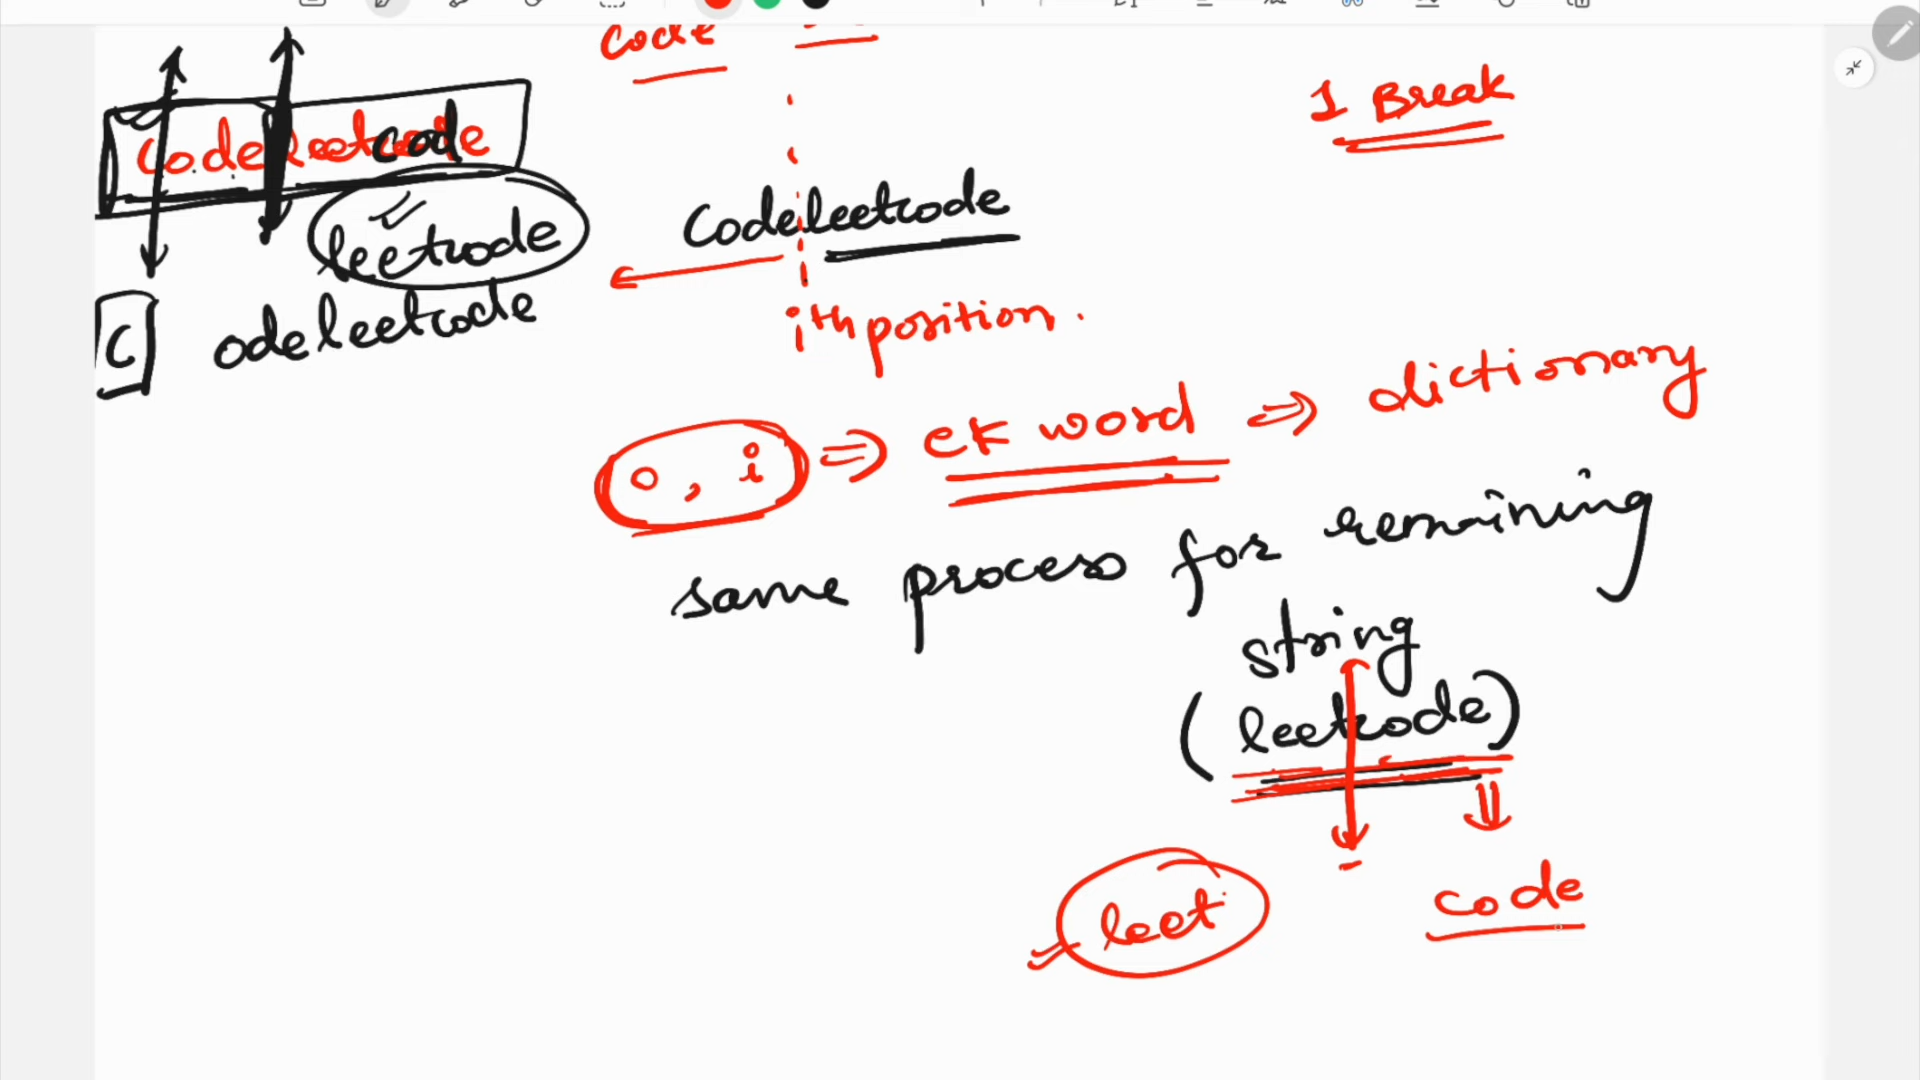 code
1 Break
codeleetcode
cod
leetcode
Codeleetcode
C odeleetcode
ith position.
0, i ⇒ ek word ⇒ dictionary
same process for remaining
string
(leetcode)
leet code